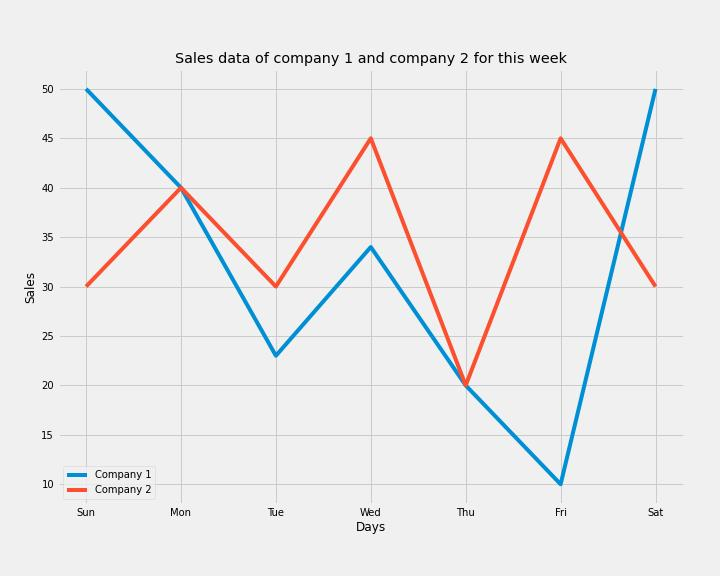 Sales data of company 1 and company 2 for this week
50
45
40
35
30
25
20
15
10
Sales
Company 1
Company 2
Sun Mon Tue Wed Thu Fri Sat
Days